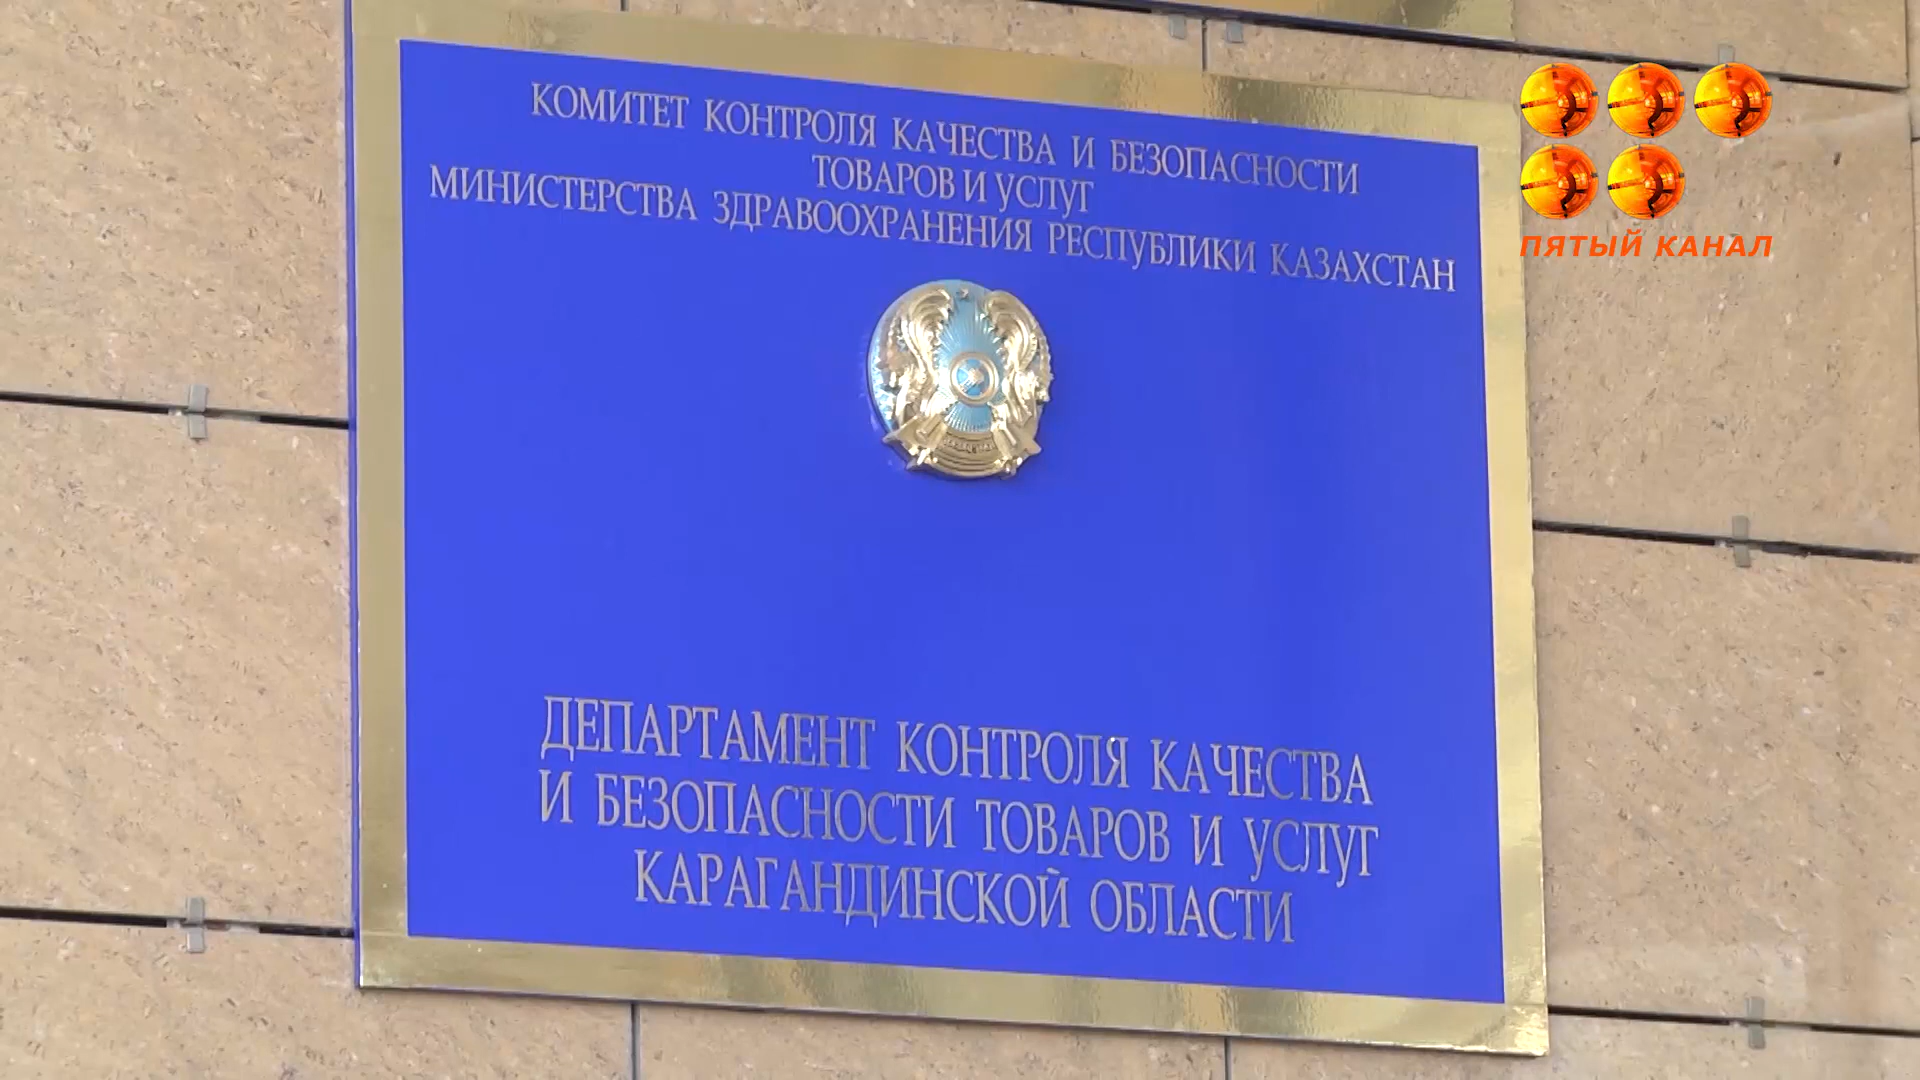 КОМИТЕТ КОНТРОЛЯ КАЧЕСТВА И БЕЗОПАСНОСТИ
ТОВАРОВ И УСЛУГ
МИНИСТЕРСТВА ЗДРАВООХРАНЕНИЯ РЕСПУБЛИКИ КАЗАХСТАН
ПЯТЫЙ КАНАЛ
ДЕПАРТАМЕНТ КОНТРОЛЯ КАЧЕСТВА
И БЕЗОПАСНОСТИ ТОВАРОВ И УСЛУГ
КАРАГАНДИНСКОЙ ОБЛАСТИ